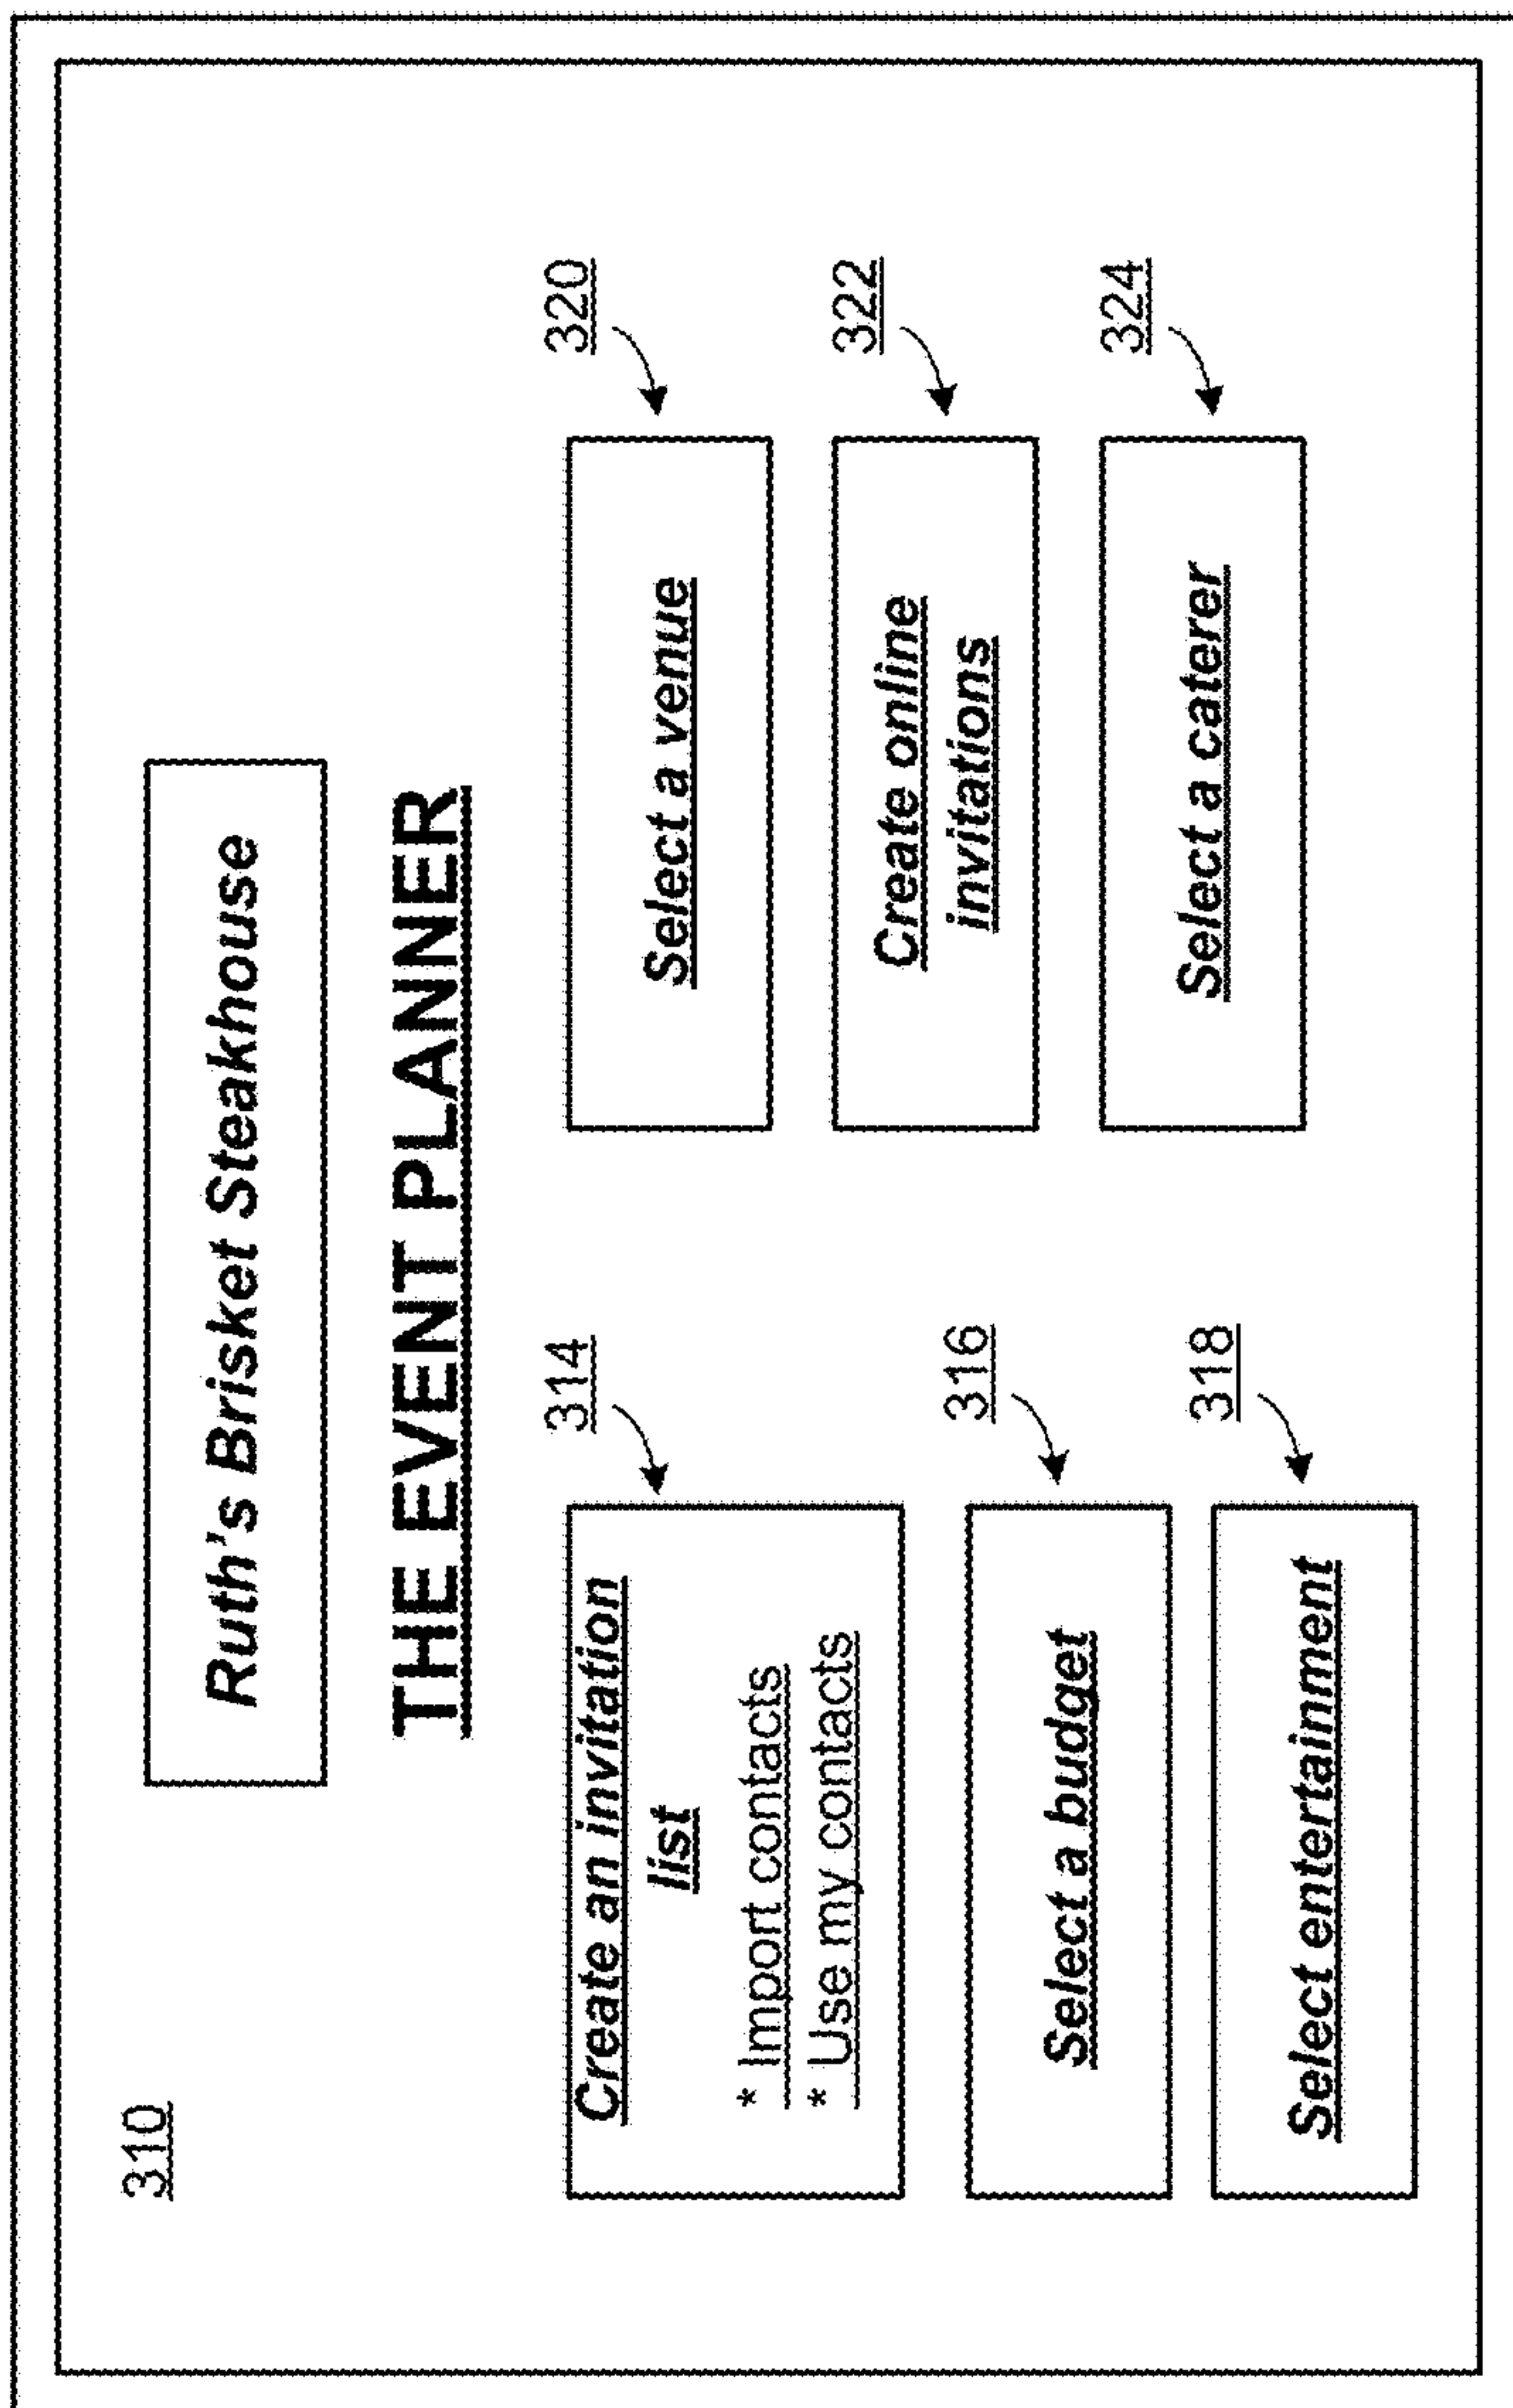 310
Ruth's Brisket Steakhouse
THE EVENT PLANNER
314
Create an invitation
list
* Import contacts
* Use my contacts
316
Select a budget
318
Select entertainment
320
Select a venue
322
Create online
invitations
324
Select a caterer